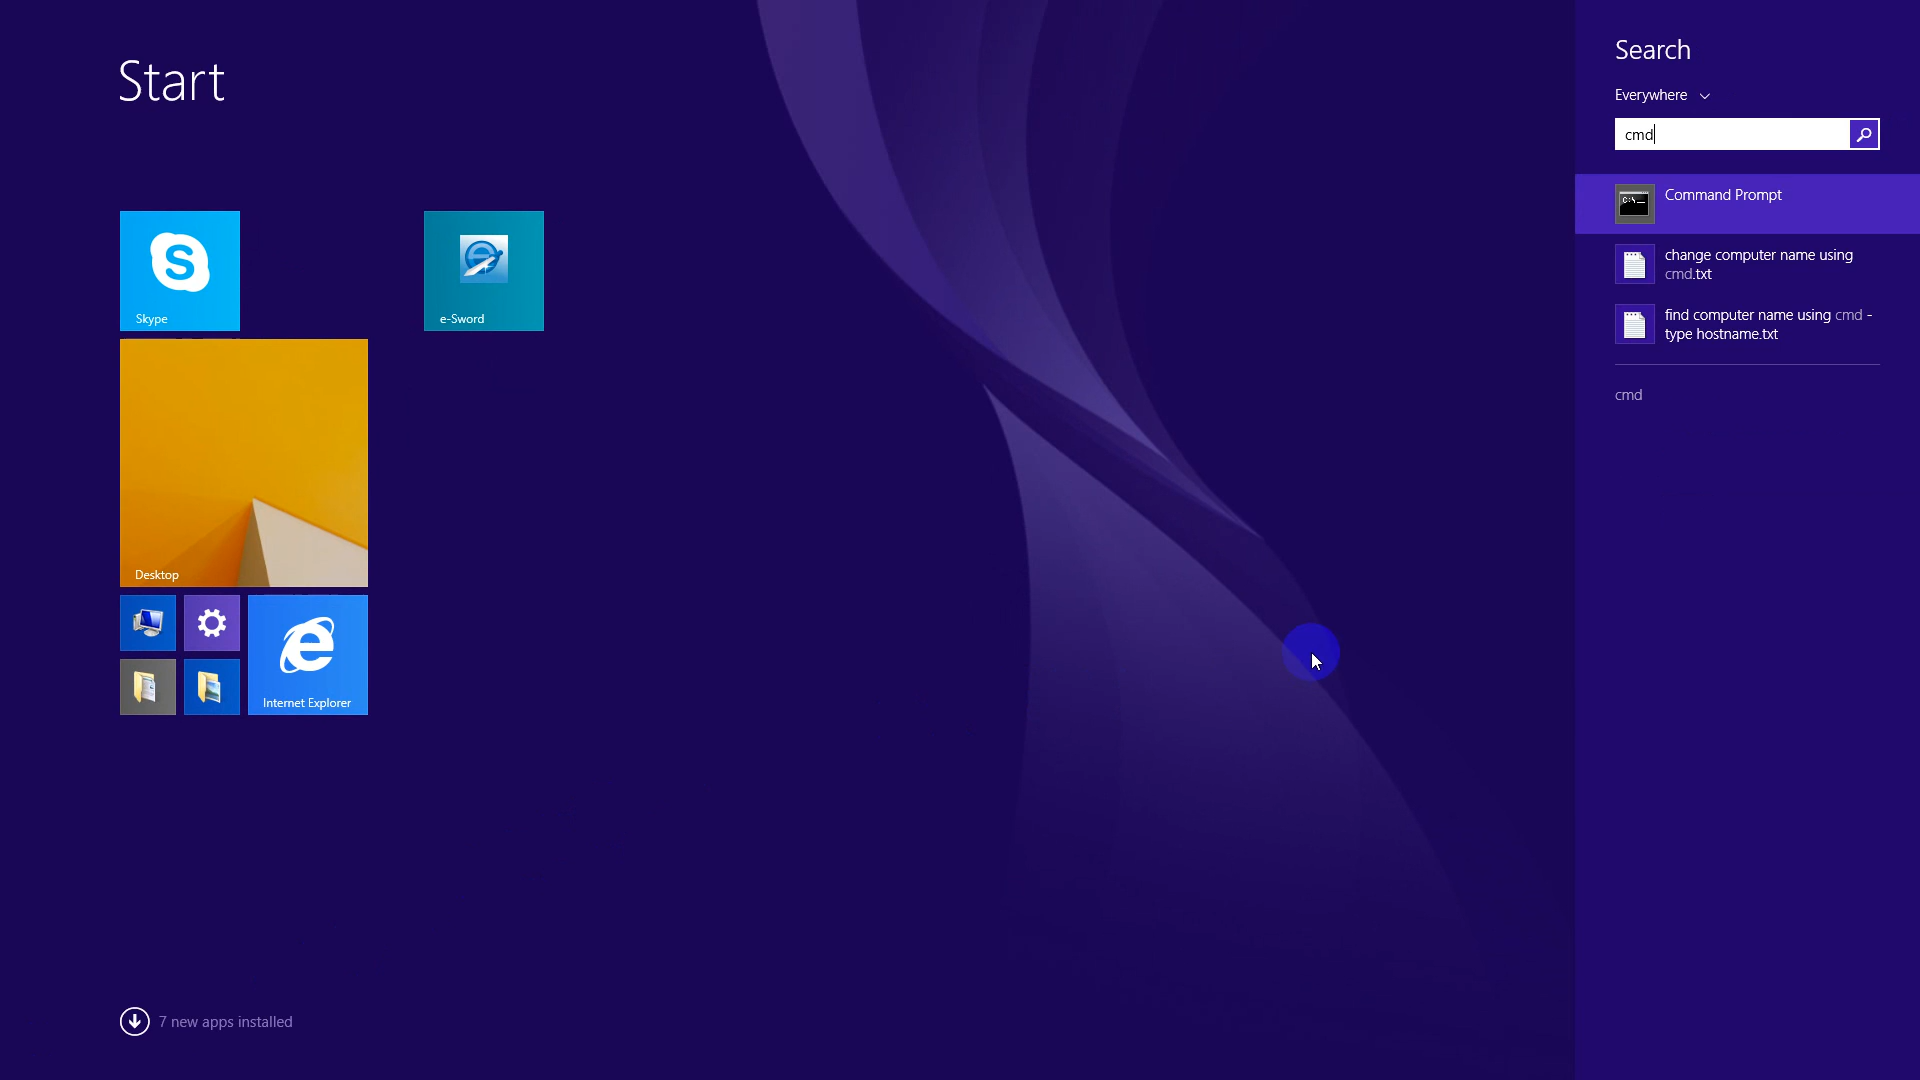 Start
Search
Everywhere
cmd
Command Prompt
change computer name using
cmd.txt
find computer name using cmd -
type hostname.txt
cmd
Skype
e-Sword
Desktop
Internet Explorer
7 new apps installed